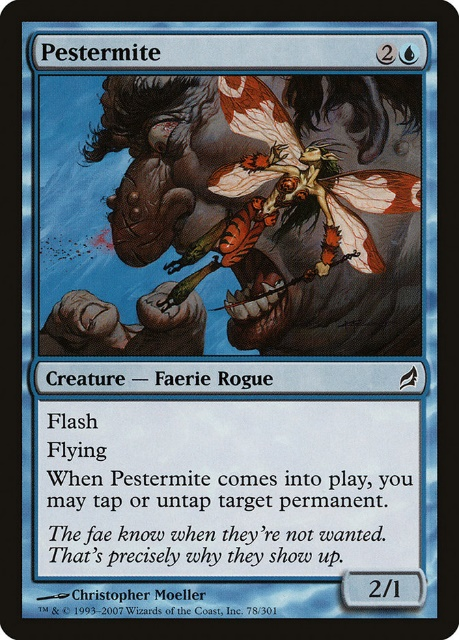 Pestermite 2
Creature — Faerie Rogue
Flash
Flying
When Pestermite comes into play, you
may tap or untap target permanent.
The fae know when they're not wanted.
That's precisely why they show up.
Christopher Moeller
2/1
™ & © 1993–2007 Wizards of the Coast, Inc. 78/301